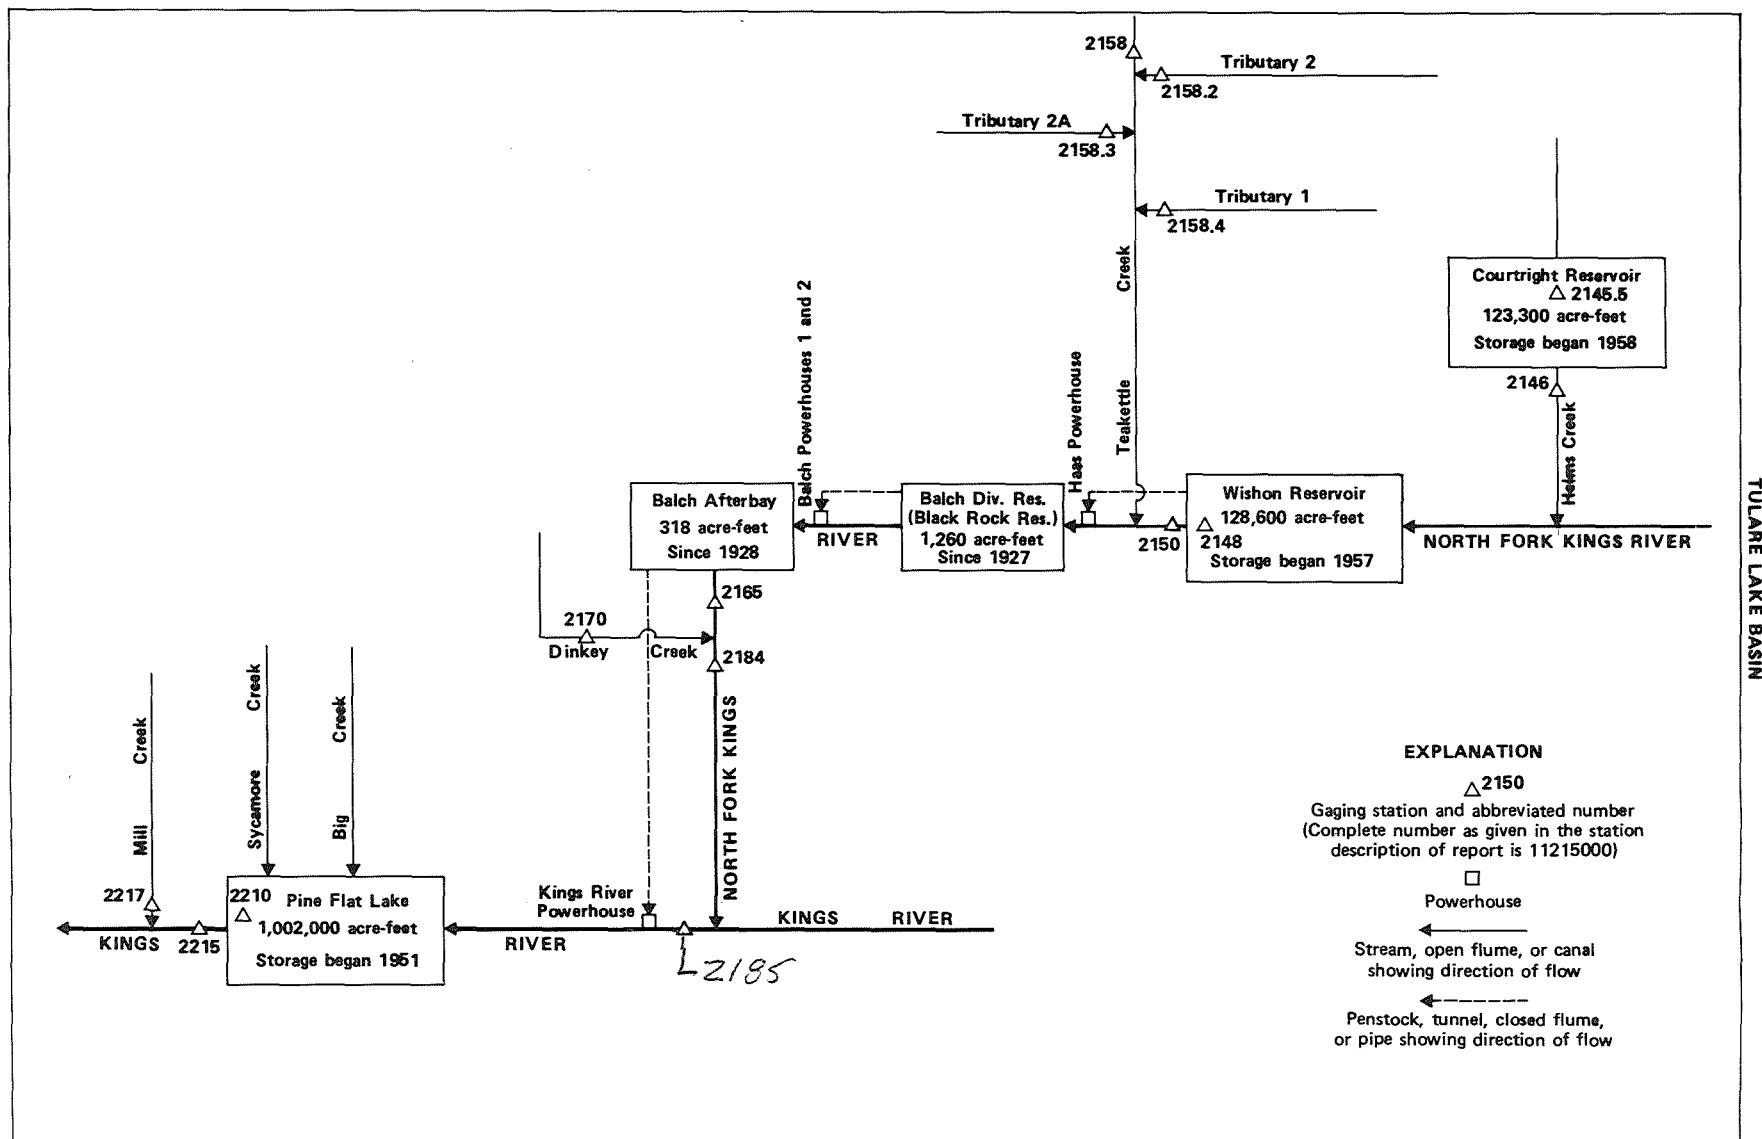 2158
Tributary 2
2158.2
Tributary 2A
2158.3
Tributary 1
2158.4
Creek
Teakettle
Courtright Reservoir
2145.5
123,300 acre-feet
Storage began 1958
2146
Helms Creek
Balch Powerhouses 1 and 2
Haas Powerhouse
Balch Afterbay
318 acre-feet
Since 1928
RIVER
Balch Div. Res.
(Black Rock Res.)
1,260 acre-feet
Since 1927
2150
Wishon Reservoir
128,600 acre-feet
2148
Storage began 1957
NORTH FORK KINGS RIVER
TULARE LAKE BASIN
2165
2170
Dinkey Creek
2184
NORTH FORK KINGS
Mill Creek
Sycamore Creek
Big Creek
2217
KINGS
2215
2210
Pine Flat Lake
1,002,000 acre-feet
Storage began 1951
RIVER
Kings River
Powerhouse
KINGS RIVER
2185
EXPLANATION
2150
Gaging station and abbreviated number
(Complete number as given in the station
description of report is 11215000)
Powerhouse
Stream, open flume, or canal
showing direction of flow
Penstock, tunnel, closed flume,
or pipe showing direction of flow